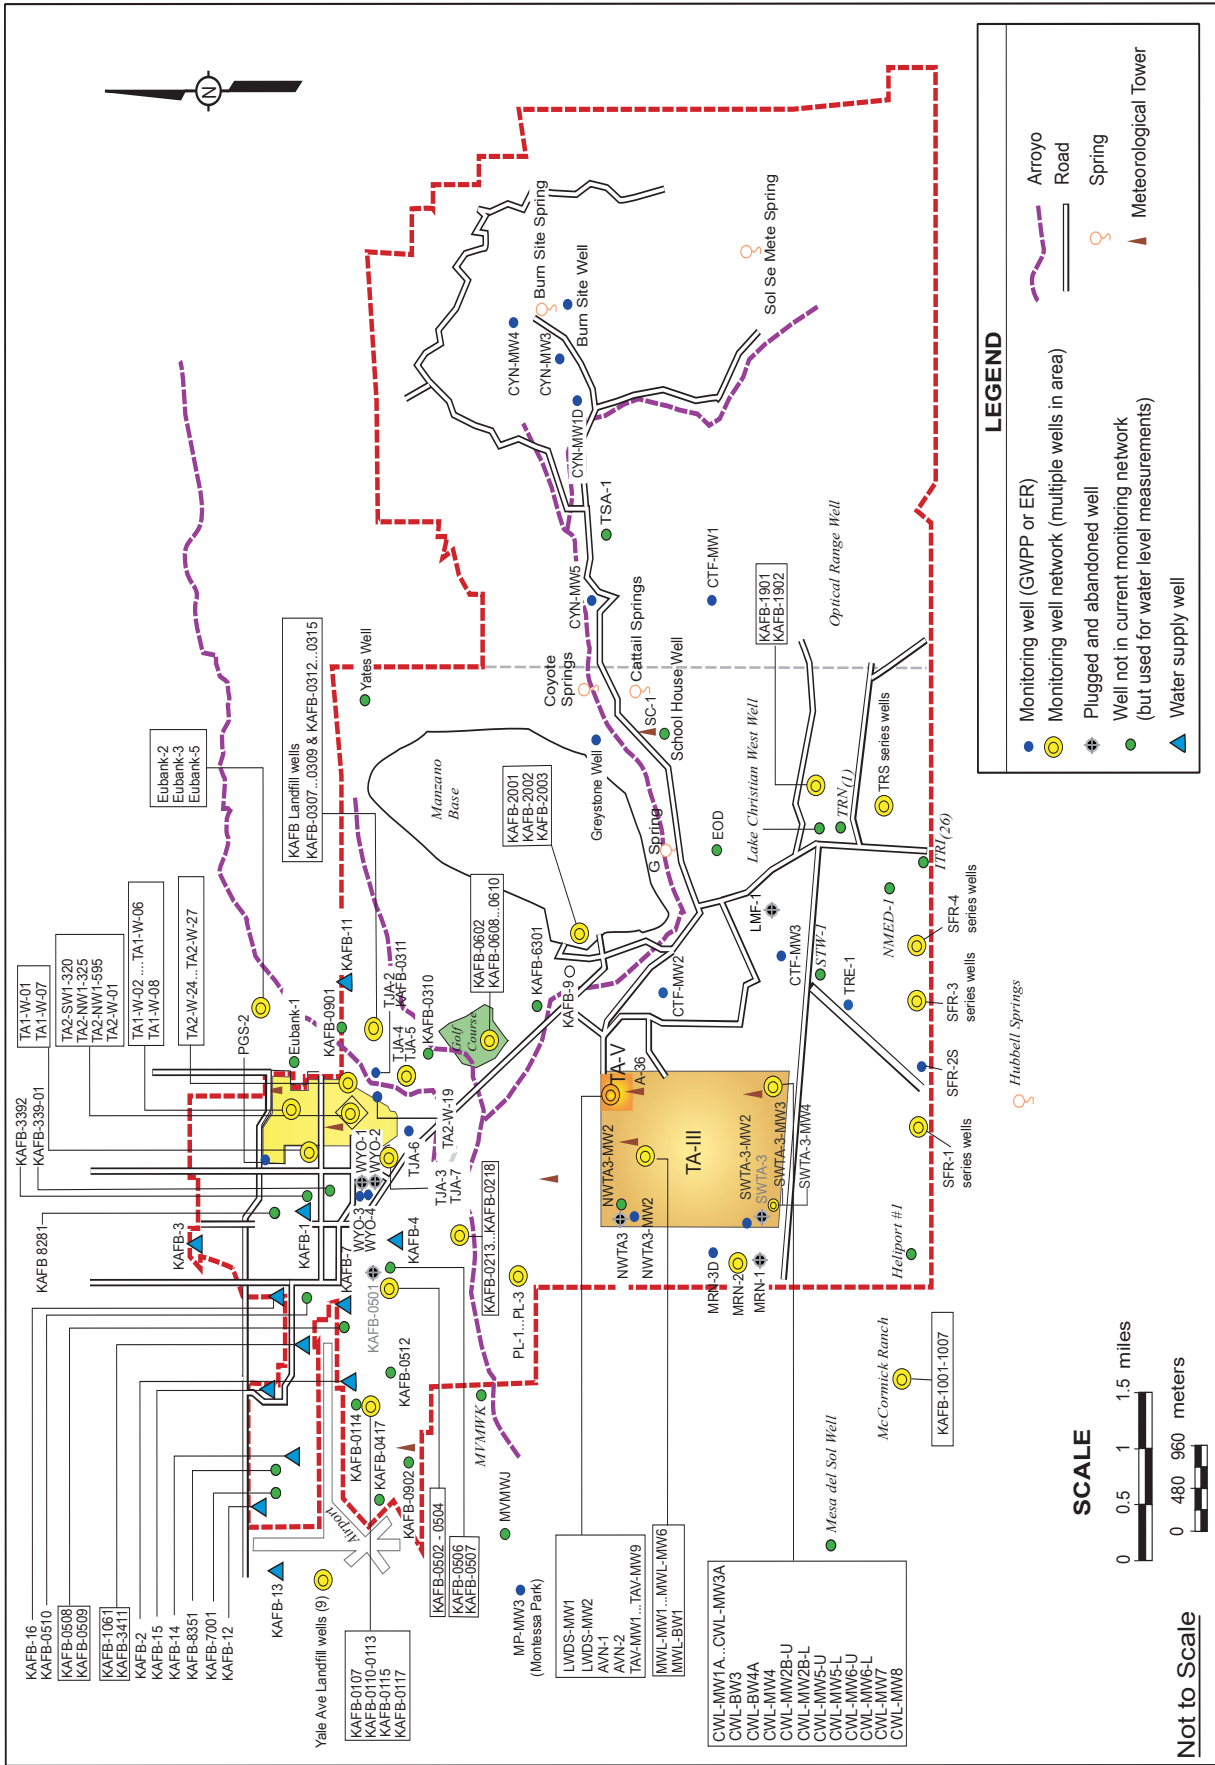 KAFB-16
KAFB-0510
KAFB-0508
KAFB-0509
KAFB-1061
KAFB-3411
KAFB-2
KAFB-15
KAFB-14
KAFB-8351
KAFB-7001
KAFB-12
KAFB-13
Yale Ave Landfill wells (9)
KAFB-0107
KAFB-0110-0113
KAFB-0115
KAFB-0117
KAFB 8281
KAFB-3392
KAFB-339-01
TA1-W-01
TA1-W-07
TA2-SW1-320
TA2-NW1-325
TA2-NW1-595
TA2-W-01
TA1-W-02 ....TA1-W-06
TA1-W-08
TA2-W-24...TA2-W-27
PGS-2
Eubank-1
KAFB-0901
KAFB-11
Eubank-2
Eubank-3
Eubank-5
KAFB Landfill wells
KAFB-0307...0309 & KAFB-0312...0315
Yates Well
N
KAFB-3
KAFB-1
KAFB-7
WYO-1
WYO-2
WYO-3
WYO-4
KAFB-4
KAFB-0501
KAFB-0512
KAFB-0114
KAFB-0417
KAFB-0902
Airport
KAFB-0502 - 0504
KAFB-0506
KAFB-0507
TJA-2
KAFB-0311
TJA-4
TJA-5
KAFB-0310
TA2-W-19
TJA-6
TJA-3
TJA-7
KAFB-0213...KAFB-0218
PL-1...PL-3
MVMWK
MVMWJ
MP-MW3
(Montessa Park)
Golf
Course
KAFB-0602
KAFB-0608...0610
KAFB-6301
KAFB-9
KAFB-2001
KAFB-2002
KAFB-2003
Manzano
Base
Greystone Well
Coyote
Springs
Cattail Springs
SC-1
School House Well
G Spring
EOD
CYN-MW5
TSA-1
CTF-MW1
CYN-MW1D
CYN-MW3
CYN-MW4
Burn Site Spring
Burn Site Well
Sol Se Mete Spring
Optical Range Well
KAFB-1901
KAFB-1902
Lake Christian West Well
TRN(1)
TRS series wells
ITRI(26)
NMED-1
LMF-1
CTF-MW2
CTF-MW3
STW-1
TRE-1
SFR-4
series wells
SFR-3
series wells
SFR-2S
SFR-1
series wells
Hubbell Springs
Heliport #1
TA-V
A-36
TA-III
NWTA3-MW2
NWTA3
NWTA3-MW2
SWTA-3-MW2
SWTA-3
SWTA-3-MW3
SWTA-3-MW4
MRN-3D
MRN-2
MRN-1
LWDS-MW1
LWDS-MW2
AVN-1
AVN-2
TAV-MW1...TAV-MW9
MWL-MW1...MWL-MW6
MWL-BW1
CWL-MW1A...CWL-MW3A
CWL-BW3
CWL-BW4A
CWL-MW4
CWL-MW2B-U
CWL-MW2B-L
CWL-MW5-U
CWL-MW5-L
CWL-MW6-U
CWL-MW6-L
CWL-MW7
CWL-MW8
Mesa del Sol Well
McCormick Ranch
KAFB-1001-1007
LEGEND
Monitoring well (GWPP or ER)
Monitoring well network (multiple wells in area)
Plugged and abandoned well
Well not in current monitoring network
(but used for water level measurements)
Water supply well
Arroyo
Road
Spring
Meteorological Tower
SCALE
0 0.5 1 1.5 miles
0 480 960 meters
Not to Scale